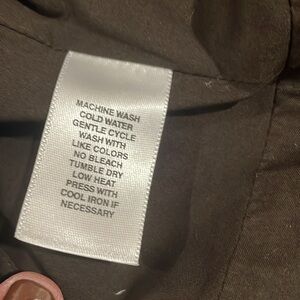 MACHINE WASH
COLD WATER
GENTLE CYCLE
WASH WITH
LIKE COLORS
NO BLEACH
TUMBLE DRY
LOW HEAT
PRESS WITH
COOL IRON IF
NECESSARY